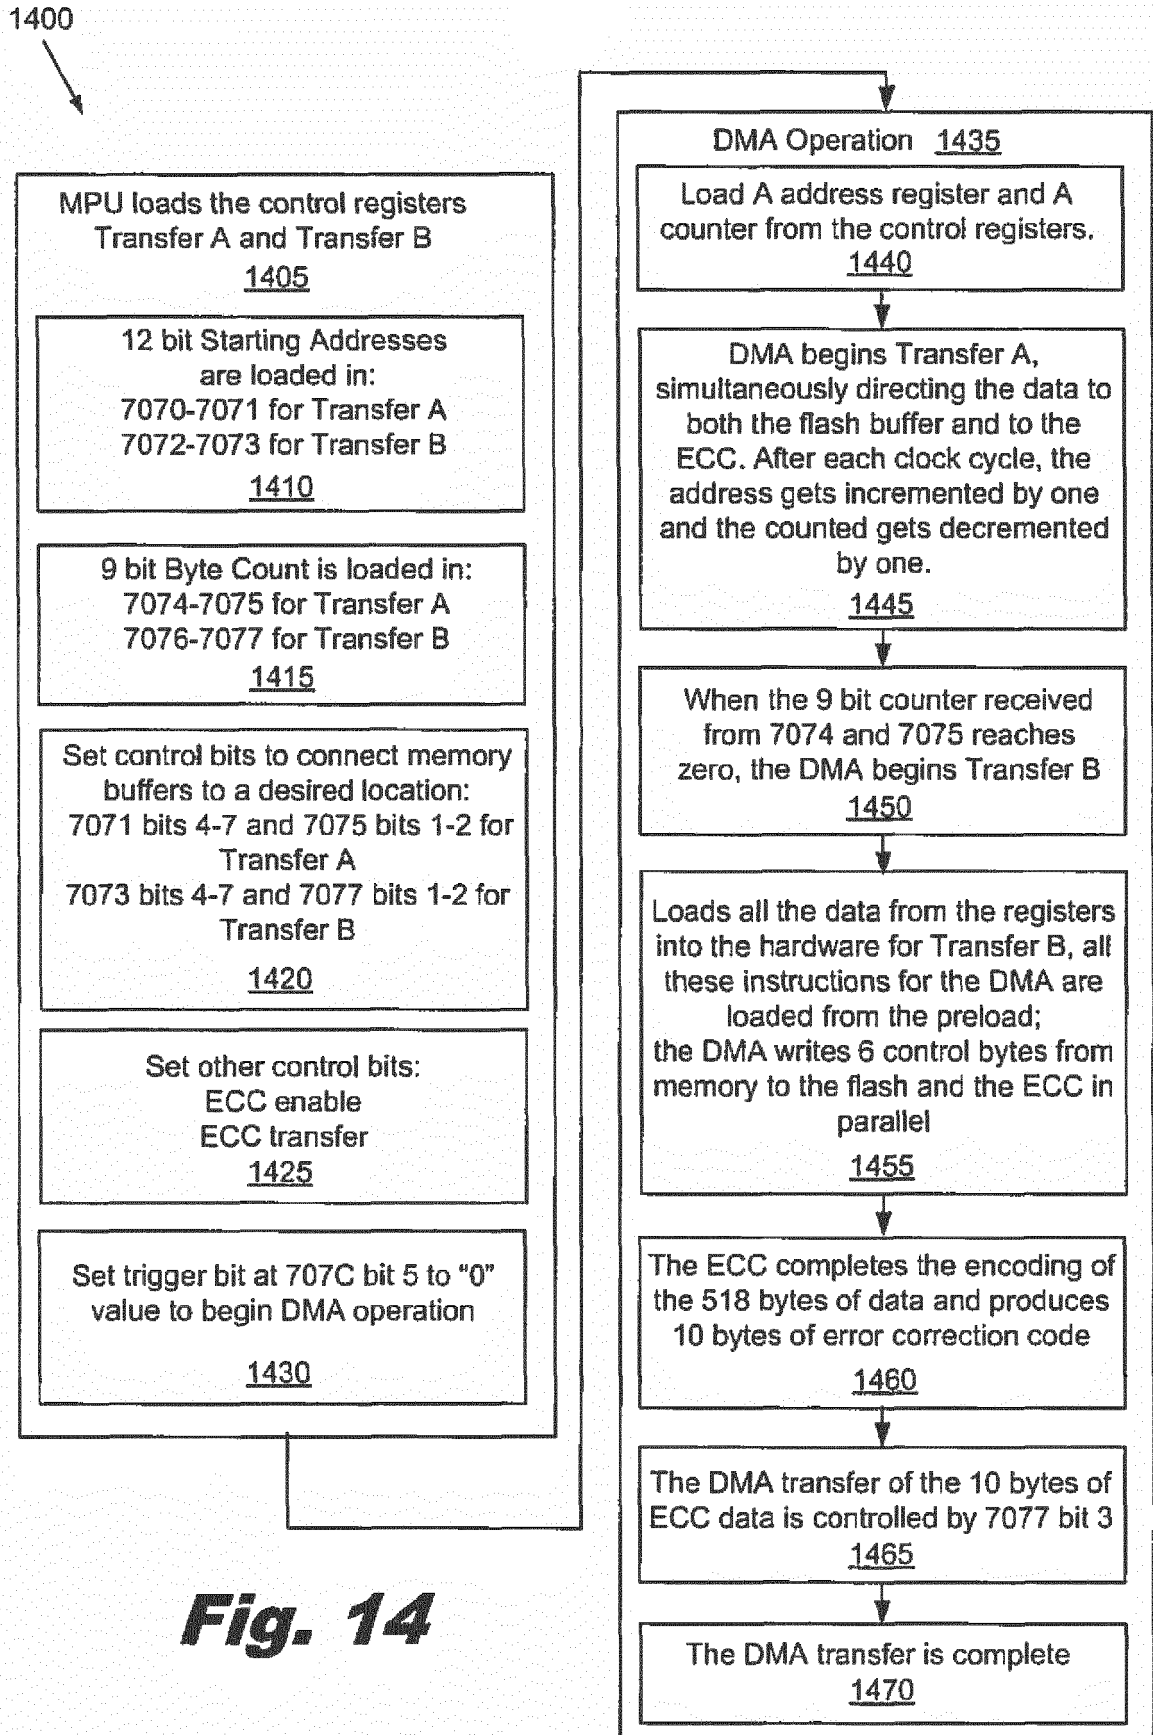 1400
MPU loads the control registers
Transfer A and Transfer B
1405
12 bit Starting Addresses
are loaded in:
7070-7071 for Transfer A
7072-7073 for Transfer B
1410
9 bit Byte Count is loaded in:
7074-7075 for Transfer A
7076-7077 for Transfer B
1415
Set control bits to connect memory
buffers to a desired location:
7071 bits 4-7 and 7075 bits 1-2 for
Transfer A
7073 bits 4-7 and 7077 bits 1-2 for
Transfer B
1420
Set other control bits:
ECC enable
ECC transfer
1425
Set trigger bit at 707C bit 5 to "0"
value to begin DMA operation
1430
DMA Operation 1435
Load A address register and A
counter from the control registers.
1440
DMA begins Transfer A,
simultaneously directing the data to
both the flash buffer and to the
ECC. After each clock cycle, the
address gets incremented by one
and the counted gets decremented
by one.
1445
When the 9 bit counter received
from 7074 and 7075 reaches
zero, the DMA begins Transfer B
1450
Loads all the data from the registers
into the hardware for Transfer B, all
these instructions for the DMA are
loaded from the preload;
the DMA writes 6 control bytes from
memory to the flash and the ECC in
parallel
1455
The ECC completes the encoding of
the 518 bytes of data and produces
10 bytes of error correction code
1460
The DMA transfer of the 10 bytes of
ECC data is controlled by 7077 bit 3
1465
The DMA transfer is complete
1470
Fig. 14